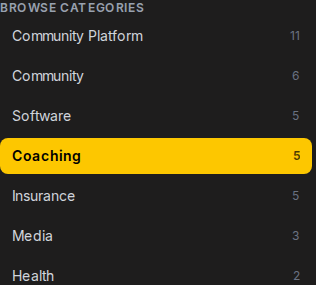 BROWSE CATEGORIES
Community Platform 11
Community 6
Software 5
Coaching 5
Insurance 5
Media 3
Health 2